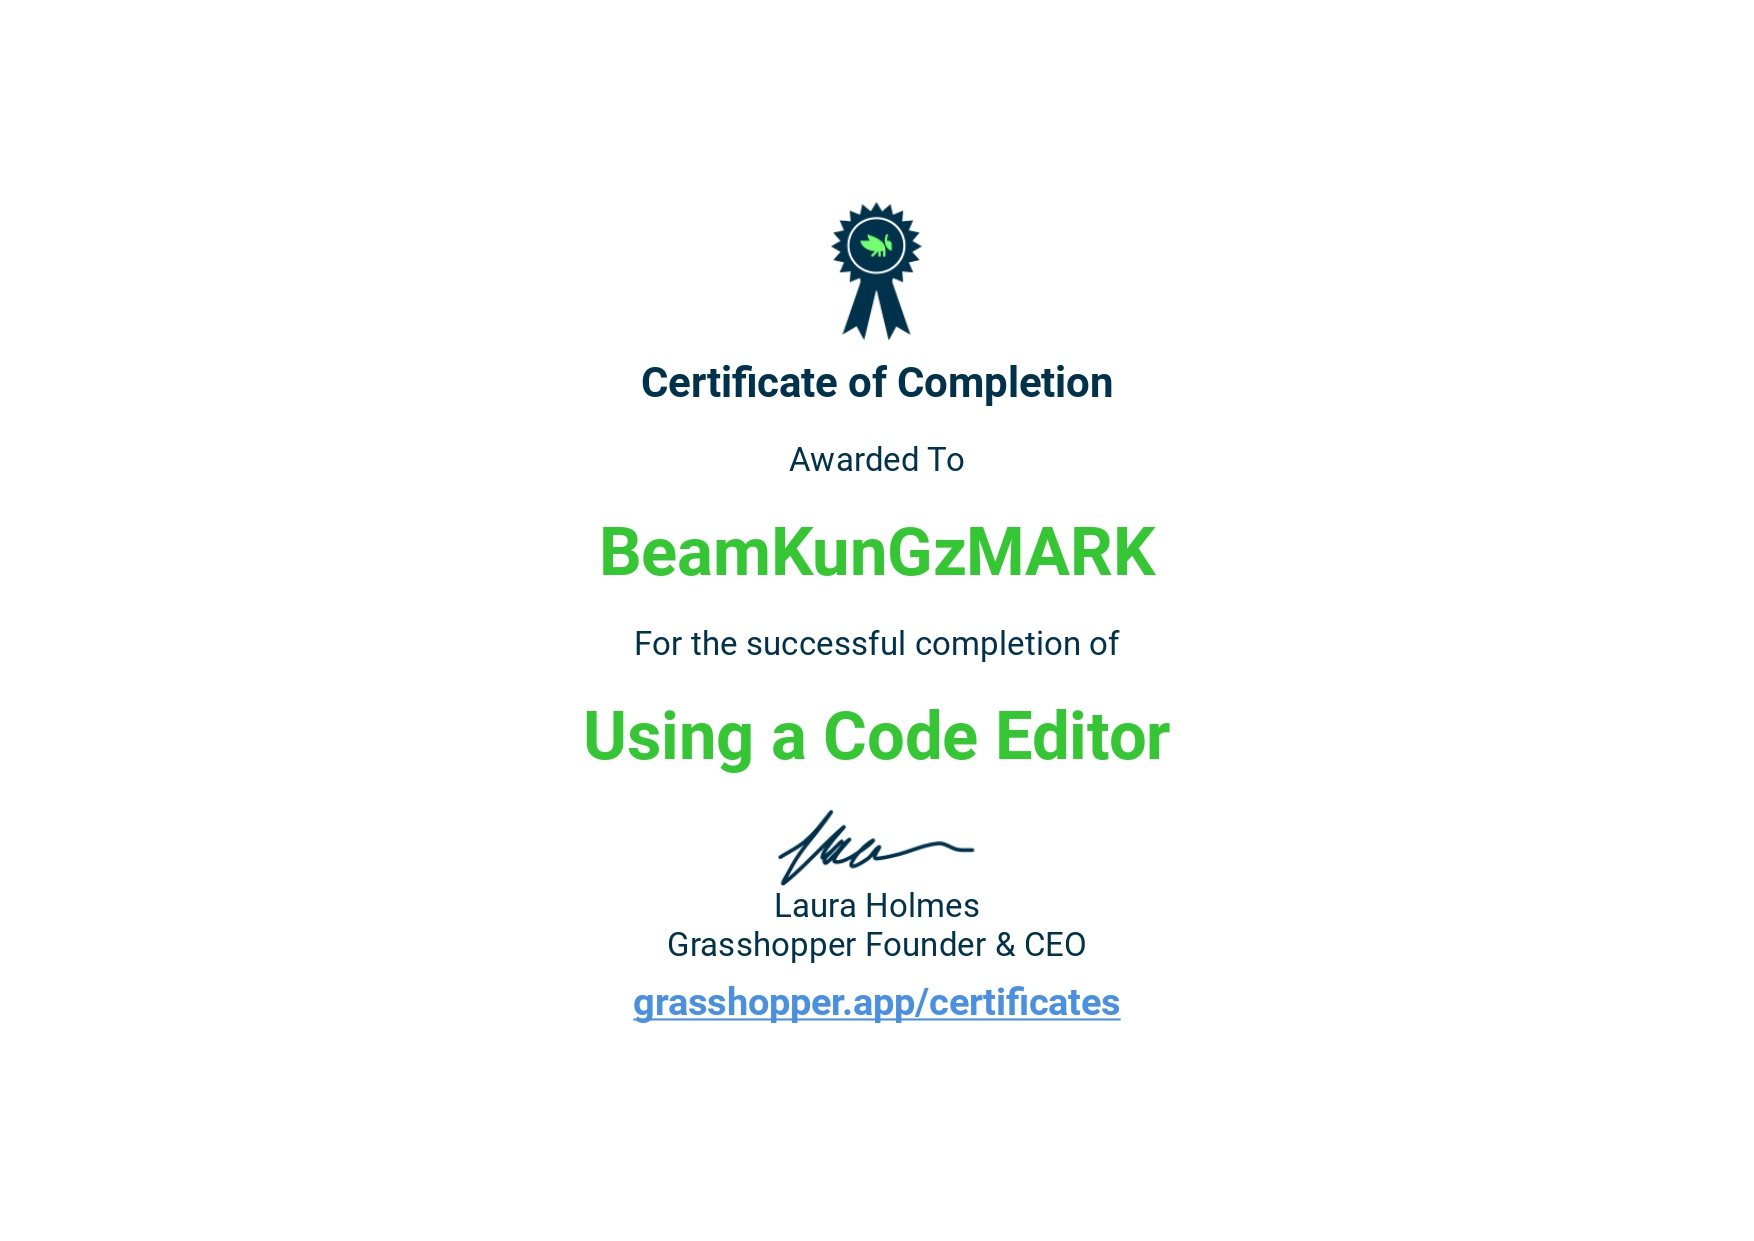 Certificate of Completion
Awarded To
BeamKunGzMARK
For the successful completion of
Using a Code Editor
Laura Holmes
Grasshopper Founder & CEO
grasshopper.app/certificates